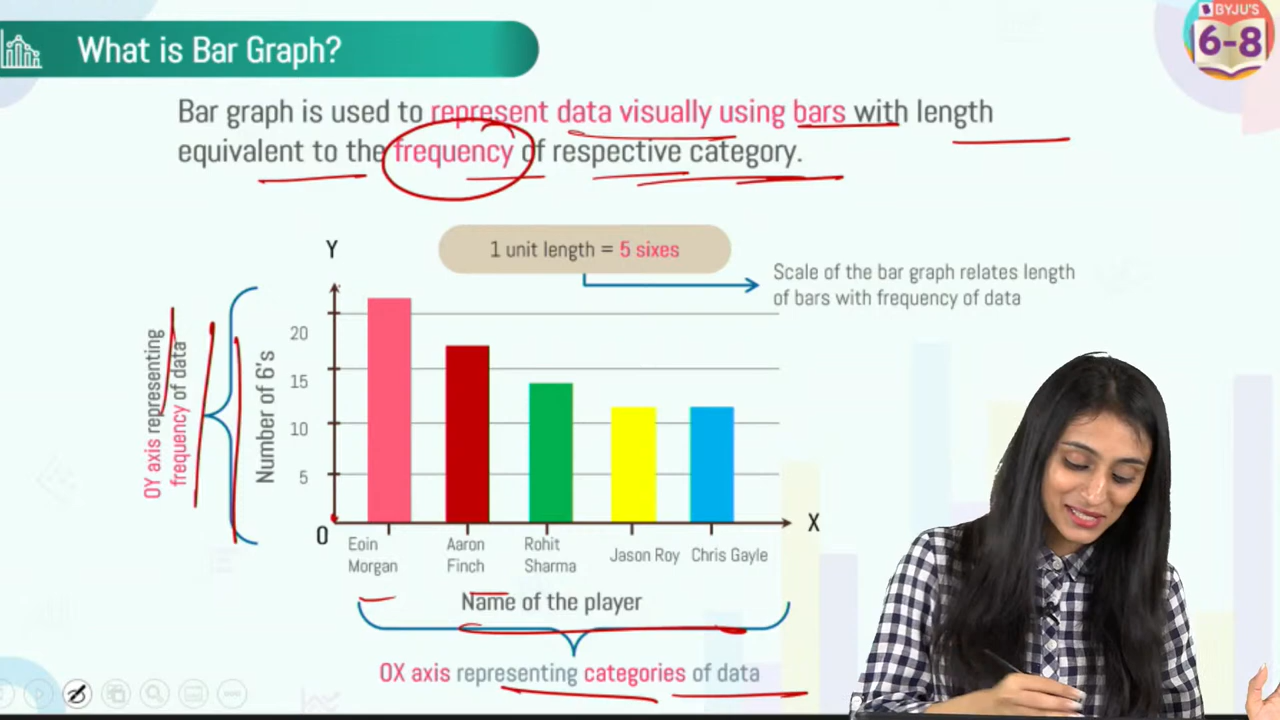 What is Bar Graph?
BYJU'S
6-8
Bar graph is used to represent data visually using bars with length
equivalent to the frequency of respective category.
1 unit length = 5 sixes
Scale of the bar graph relates length
of bars with frequency of data
Y
OY axis representing
frequency of data
Number of 6's
20
15
10
5
O
X
Eoin
Morgan
Aaron
Finch
Rohit
Sharma
Jason Roy
Chris Gayle
Name of the player
OX axis representing categories of data